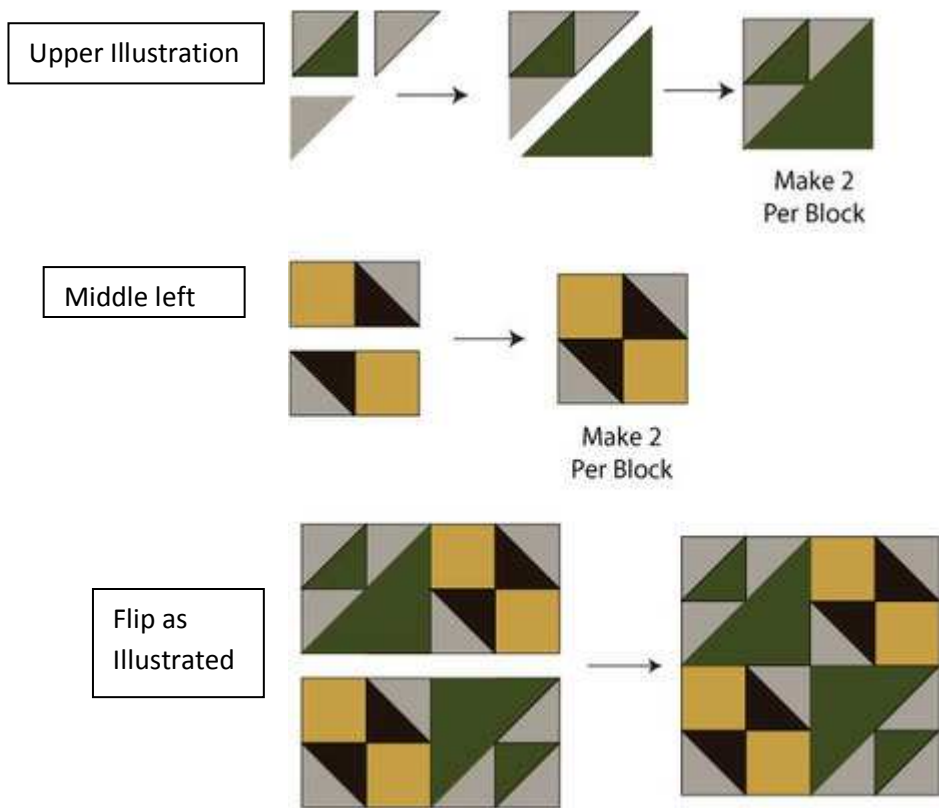 Upper Illustration
Make 2
Per Block
Middle left
Make 2
Per Block
Flip as
Illustrated